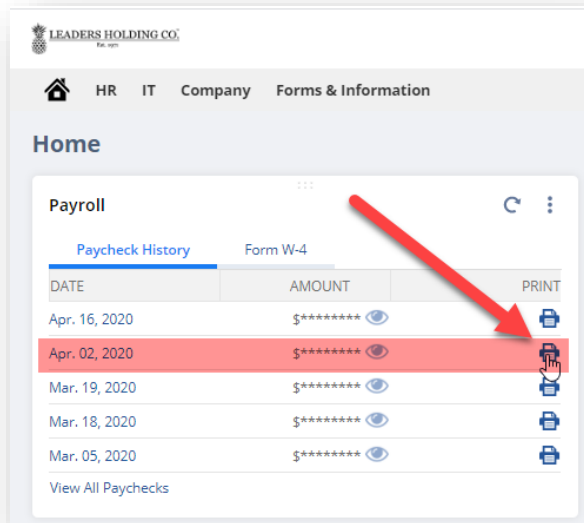 LEADERS HOLDING CO.
Est. 1971
HR IT Company Forms & Information
Home
Payroll
Paycheck History Form W-4
DATE AMOUNT PRINT
Apr. 16, 2020 $********
Apr. 02, 2020 $********
Mar. 19, 2020 $********
Mar. 18, 2020 $********
Mar. 05, 2020 $********
View All Paychecks